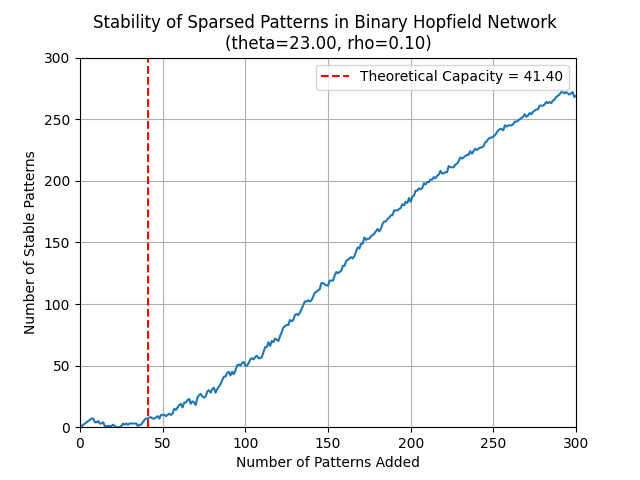 Stability of Sparsed Patterns in Binary Hopfield Network
(theta=23.00, rho=0.10)
Theoretical Capacity = 41.40
Number of Stable Patterns
300
250
200
150
100
50
0
0 50 100 150 200 250 300
Number of Patterns Added